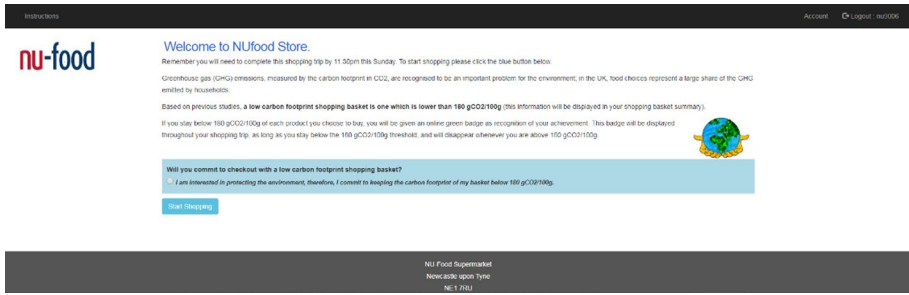 Instructions
Account Logout : nu9006
nu-food
Welcome to NUfood Store.
Remember you will need to complete this shopping trip by 11.30pm this Sunday. To start shopping please click the blue button below.
Greenhouse gas (GHG) emissions, measured by the carbon footprint in CO2, are recognised to be an important problem for the environment; in the UK, food choices represent a large share of the GHG
emitted by households.
Based on previous studies, a low carbon footprint shopping basket is one which is lower than 180 gCO2/100g (this information will be displayed in your shopping basket summary).
If you stay below 180 gCO2/100g of each product you choose to buy, you will be given an online green badge as recognition of your achievement. This badge will be displayed
throughout your shopping trip, as long as you stay below the 180 gCO2/100g threshold, and will disappear whenever you are above 180 gCO2/100g.
Will you commit to checkout with a low carbon footprint shopping basket?
I am interested in protecting the environment, therefore, I commit to keeping the carbon footprint of my basket below 180 gCO2/100g.
Start Shopping
NU-Food Supermarket
Newcastle upon Tyne
NE1 7RU